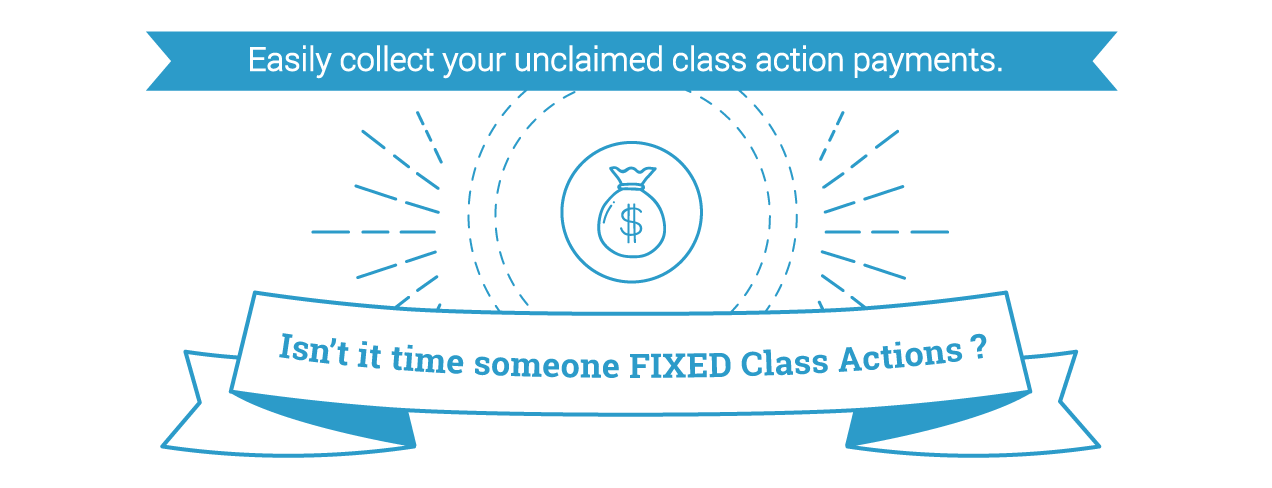 Easily collect your unclaimed class action payments.
$
Isn't it time someone FIXED Class Actions ?